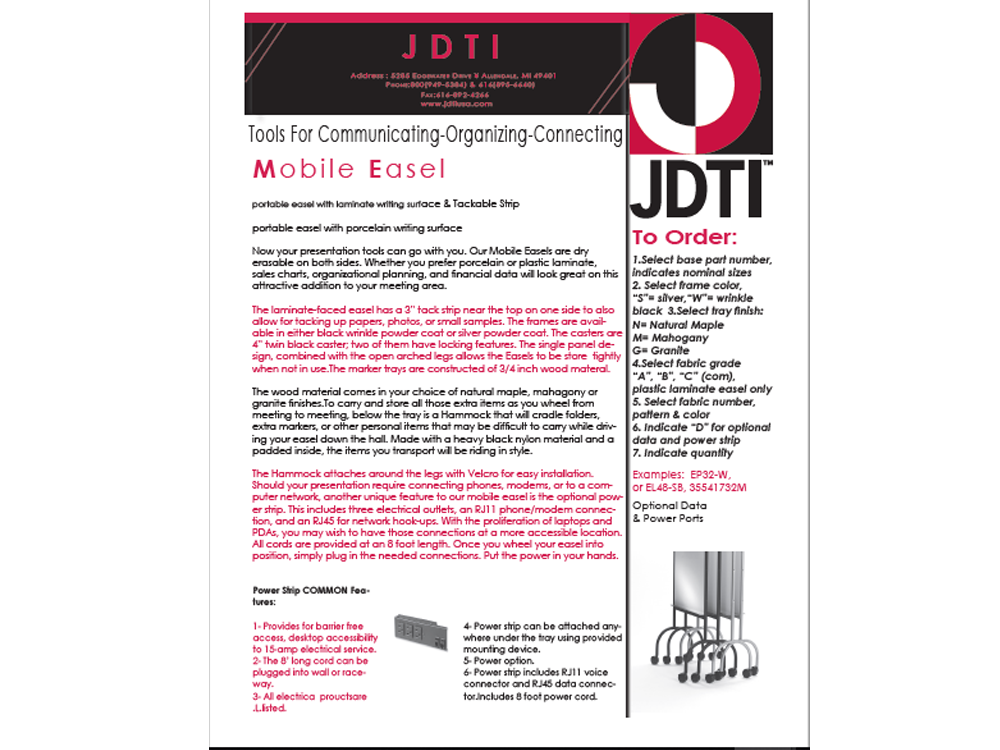 JDTI
Address : 5285 Edgewater Drive § Allendale, MI 49401
Phone:800(949-5384) & 616(895-6640)
Fax:616-892-4266
www.jdtiusa.com
Tools For Communicating-Organizing-Connecting
Mobile Easel
portable easel with laminate writing surface & Tackable Strip
portable easel with porcelain writing surface
Now your presentation tools can go with you. Our Mobile Easels are dry
erasable on both sides. Whether you prefer porcelain or plastic laminate,
sales charts, organizational planning, and financial data will look great on this
attractive addition to your meeting area.
The laminate-faced easel has a 3" tack strip near the top on one side to also
allow for tacking up papers, photos, or small samples. The frames are avail-
able in either black wrinkle powder coat or silver powder coat. The casters are
4" twin black caster; two of them have locking features. The single panel de-
sign, combined with the open arched legs allows the Easels to be store tightly
when not in use.The marker trays are constructed of 3/4 inch wood materal.
The wood material comes in your choice of natural maple, mahagony or
granite finishes.To carry and store all those extra items as you wheel from
meeting to meeting, below the tray is a Hammock that will cradle folders,
extra markers, or other personal items that may be difficult to carry while driv-
ing your easel down the hall. Made with a heavy black nylon material and a
padded inside, the items you transport will be riding in style.
The Hammock attaches around the legs with Velcro for easy installation.
Should your presentation require connecting phones, modems, or to a com-
puter network, another unique feature to our mobile easel is the optional pow-
er strip. This includes three electrical outlets, an RJ11 phone/modem connec-
tion, and an RJ45 for network hook-ups. With the proliferation of laptops and
PDAs, you may wish to have those connections at a more accessible location.
All cords are provided at an 8 foot length. Once you wheel your easel into
position, simply plug in the needed connections. Put the power in your hands.
Power Strip COMMON Fea-
tures:
1- Provides for barrier free
access, desktop accessibility
to 15-amp electrical service.
2- The 8' long cord can be
plugged into wall or race-
way.
3- All electrica prouctsare
.L.listed.
4- Power strip can be attached any-
where under the tray using provided
mounting device.
5- Power option.
6- Power strip includes RJ11 voice
connector and RJ45 data connec-
tor.Includes 8 foot power cord.
JDTI™
To Order:
1.Select base part number,
indicates nominal sizes
2. Select frame color,
"S"= silver,"W"= wrinkle
black 3.Select tray finish:
N= Natural Maple
M= Mahogany
G= Granite
4.Select fabric grade
"A", "B", "C" (com),
plastic laminate easel only
5. Select fabric number,
pattern & color
6. Indicate "D" for optional
data and power strip
7. Indicate quantity
Examples: EP32-W,
or EL48-SB, 35541732M
Optional Data
& Power Ports